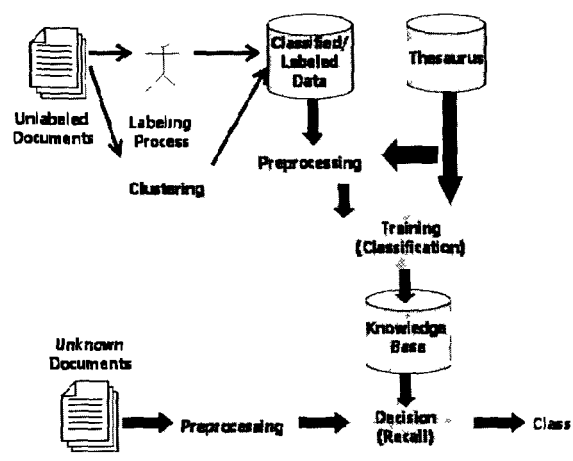 Classified/
Labeled
Data
Thesaurus
Unlabeled
Documents
Labeling
Process
Clustering
Preprocessing
Training
(Classification)
Knowledge
Base
Unknown
Documents
Preprocessing
Decision
(Recall)
Class